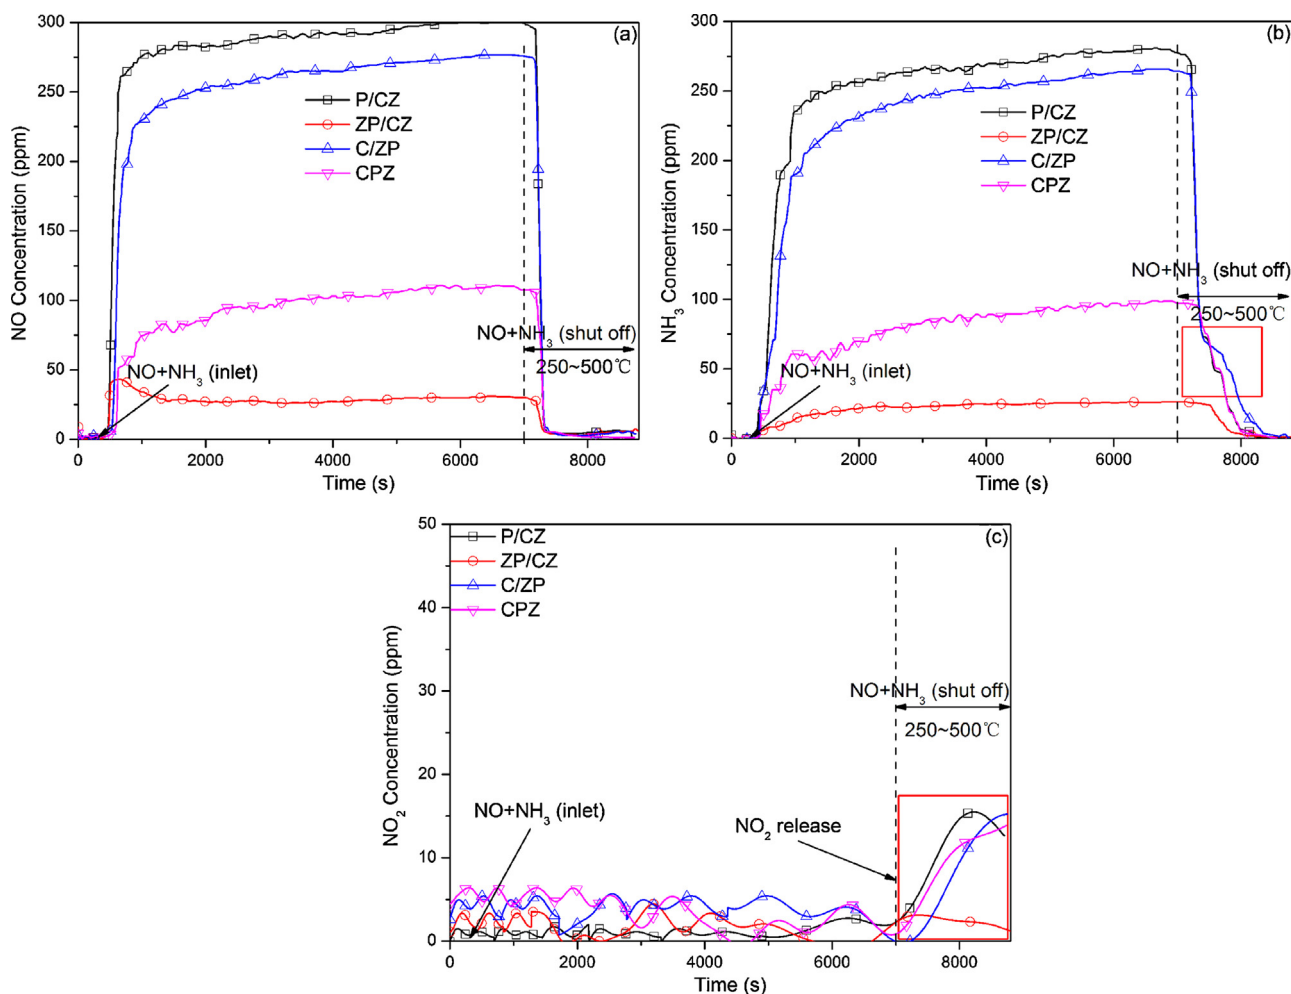 (a)
NO Concentration (ppm)
300
250
200
150
100
50
0
P/CZ
ZP/CZ
C/ZP
CPZ
NO+NH3 (shut off)
250~500℃
NO+NH3 (inlet)
0 2000 4000 6000 8000
Time (s)
(b)
NH3 Concentration (ppm)
300
250
200
150
100
50
0
P/CZ
ZP/CZ
C/ZP
CPZ
NO+NH3 (shut off)
250~500℃
NO+NH3 (inlet)
0 2000 4000 6000 8000
Time (s)
(c)
NO2 Concentration (ppm)
50
40
30
20
10
0
P/CZ
ZP/CZ
C/ZP
CPZ
NO+NH3 (shut off)
250~500℃
NO+NH3 (inlet)
NO2 release
0 2000 4000 6000 8000
Time (s)